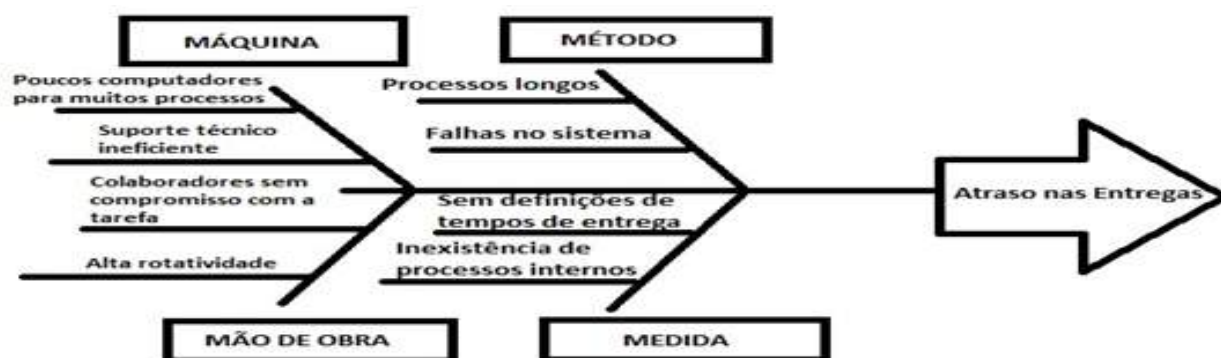 MÁQUINA
MÉTODO
Poucos computadores
para muitos processos
Processos longos
Suporte técnico
ineficiente
Falhas no sistema
Colaboradores sem
compromisso com a
tarefa
Sem definições de
tempos de entrega
Atraso nas Entregas
Alta rotatividade
Inexistência de
processos internos
MÃO DE OBRA
MEDIDA